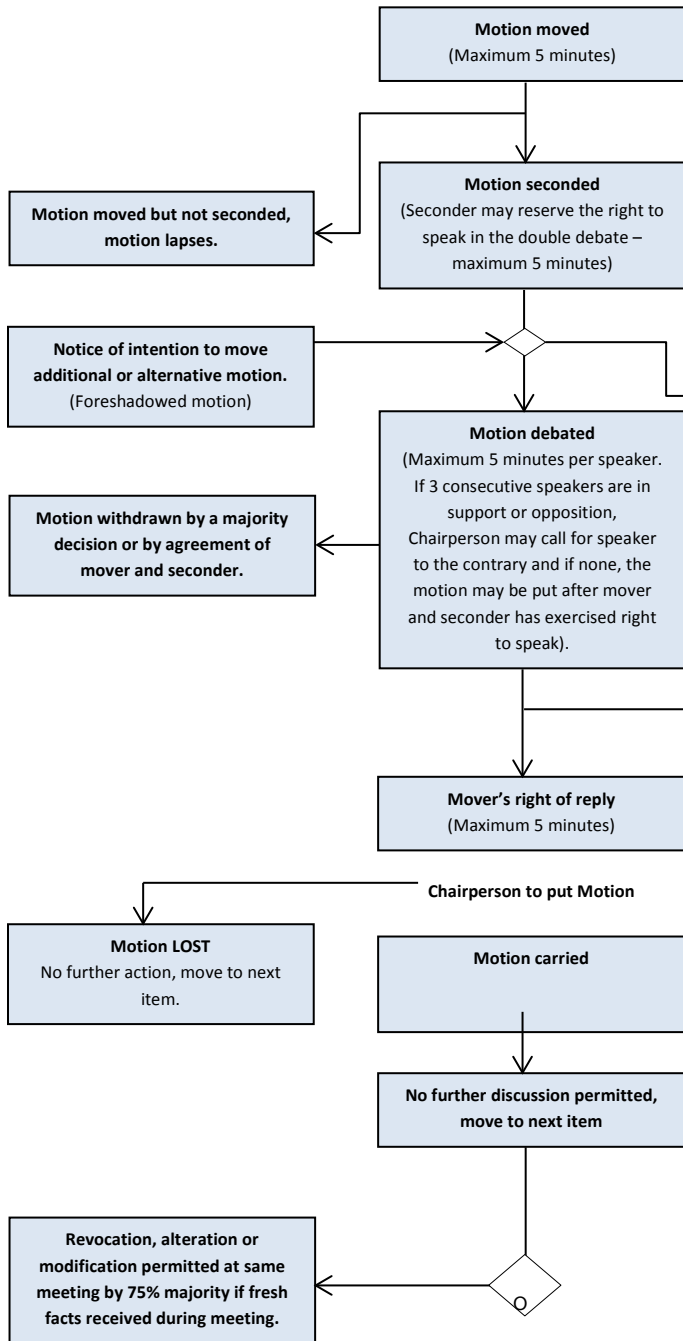 Motion moved
(Maximum 5 minutes)
Motion seconded
(Seconder may reserve the right to
speak in the double debate –
maximum 5 minutes)
Motion moved but not seconded,
motion lapses.
Notice of intention to move
additional or alternative motion.
(Foreshadowed motion)
Motion debated
(Maximum 5 minutes per speaker.
If 3 consecutive speakers are in
support or opposition,
Chairperson may call for speaker
to the contrary and if none, the
motion may be put after mover
and seconder has exercised right
to speak).
Motion withdrawn by a majority
decision or by agreement of
mover and seconder.
Mover’s right of reply
(Maximum 5 minutes)
Chairperson to put Motion
Motion LOST
No further action, move to next
item.
Motion carried
No further discussion permitted,
move to next item
Revocation, alteration or
modification permitted at same
meeting by 75% majority if fresh
facts received during meeting.
O